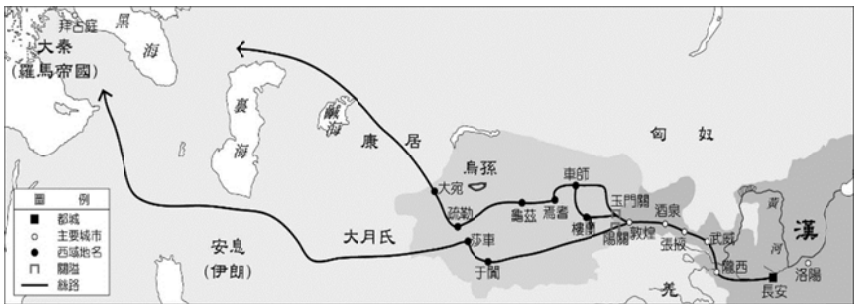 拜占庭
黑海
大秦
(羅馬帝國)
裏海
鹹海
康居
匈奴
烏孫
大宛
疏勒
龜茲
焉耆
車師
樓蘭
玉門關
陽關
敦煌
酒泉
張掖
武威
隴西
黃河
漢
長安
洛陽
羌
莎車
于闐
大月氏
安息
(伊朗)
圖例
都城
主要城市
西域地名
關隘
絲路